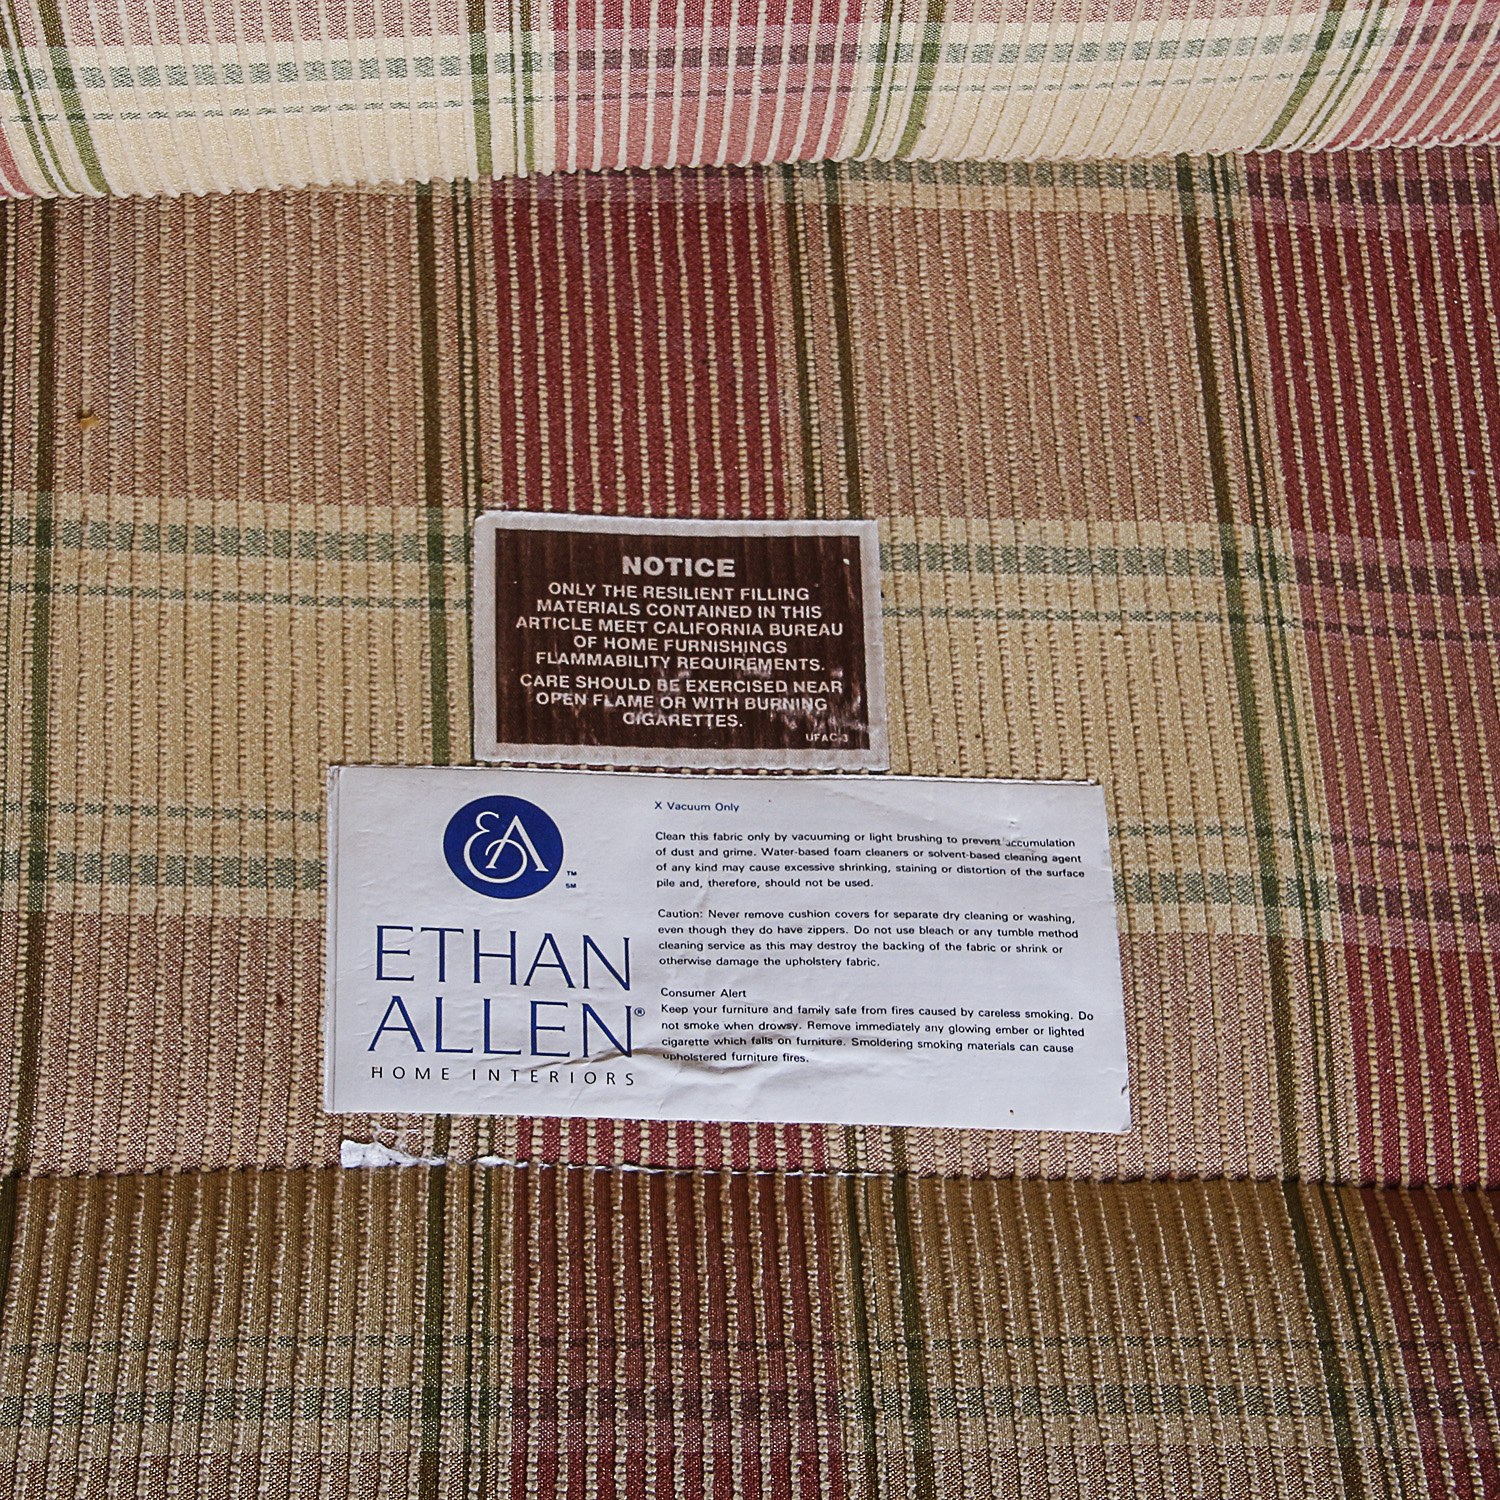 NOTICE
ONLY THE RESILIENT FILLING
MATERIALS CONTAINED IN THIS
ARTICLE MEET CALIFORNIA BUREAU
OF HOME FURNISHINGS
FLAMMABILITY REQUIREMENTS.
CARE SHOULD BE EXERCISED NEAR
OPEN FLAME OR WITH BURNING
CIGARETTES.
UFAC-3
EA
TM
SM
ETHAN
ALLEN®
HOME INTERIORS
X Vacuum Only
Clean this fabric only by vacuuming or light brushing to prevent accumulation
of dust and grime. Water-based foam cleaners or solvent-based cleaning agent
of any kind may cause excessive shrinking, staining or distortion of the surface
pile and, therefore, should not be used.
Caution: Never remove cushion covers for separate dry cleaning or washing,
even though they do have zippers. Do not use bleach or any tumble method
cleaning service as this may destroy the backing of the fabric or shrink or
otherwise damage the upholstery fabric.
Consumer Alert
Keep your furniture and family safe from fires caused by careless smoking. Do
not smoke when drowsy. Remove immediately any glowing ember or lighted
cigarette which falls on furniture. Smoldering smoking materials can cause
upholstered furniture fires.